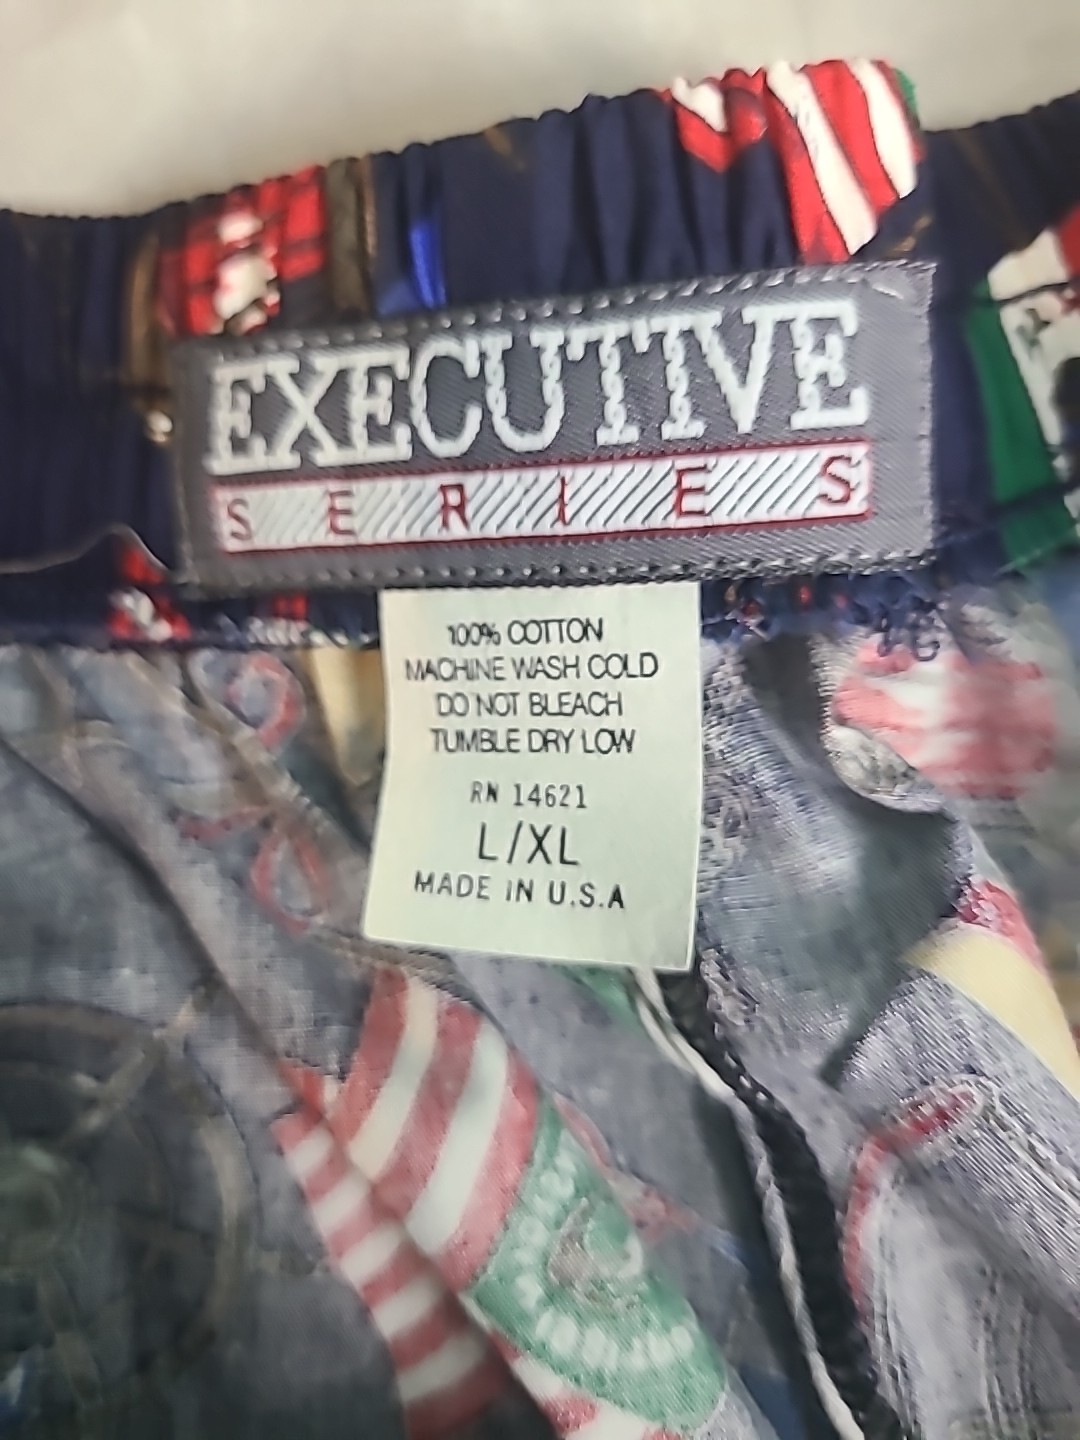 EXECUTIVE
SERIES
100% COTTON
MACHINE WASH COLD
DO NOT BLEACH
TUMBLE DRY LOW
RN 14621
L/XL
MADE IN U.S.A